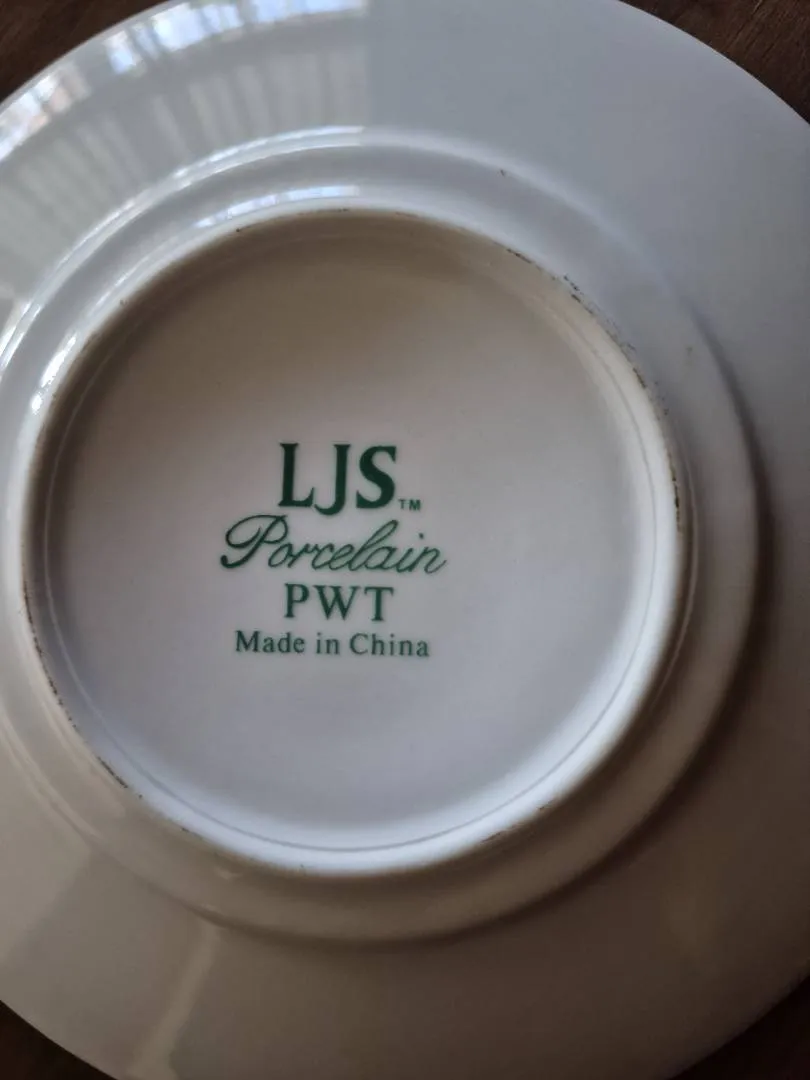 LJS™
Porcelain
PWT
Made in China